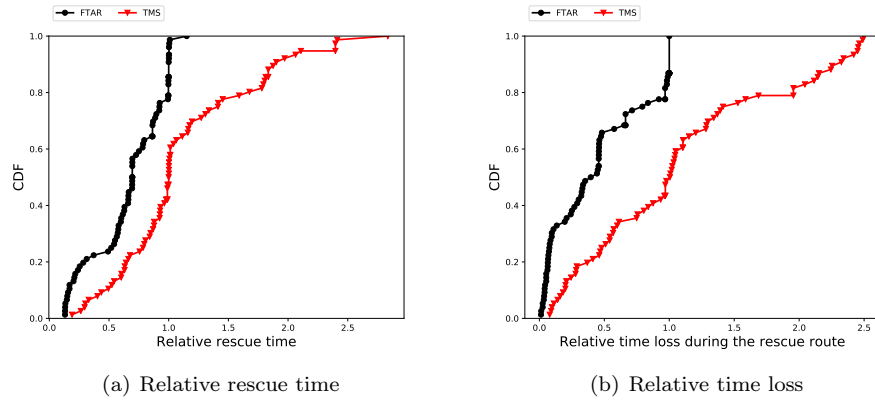 FTAR TMS
1.0
0.8
0.6
0.4
0.2
0.0
CDF
0.0 0.5 1.0 1.5 2.0 2.5
Relative rescue time
(a) Relative rescue time
FTAR TMS
1.0
0.8
0.6
0.4
0.2
0.0
CDF
0.0 0.5 1.0 1.5 2.0 2.5
Relative time loss during the rescue route
(b) Relative time loss